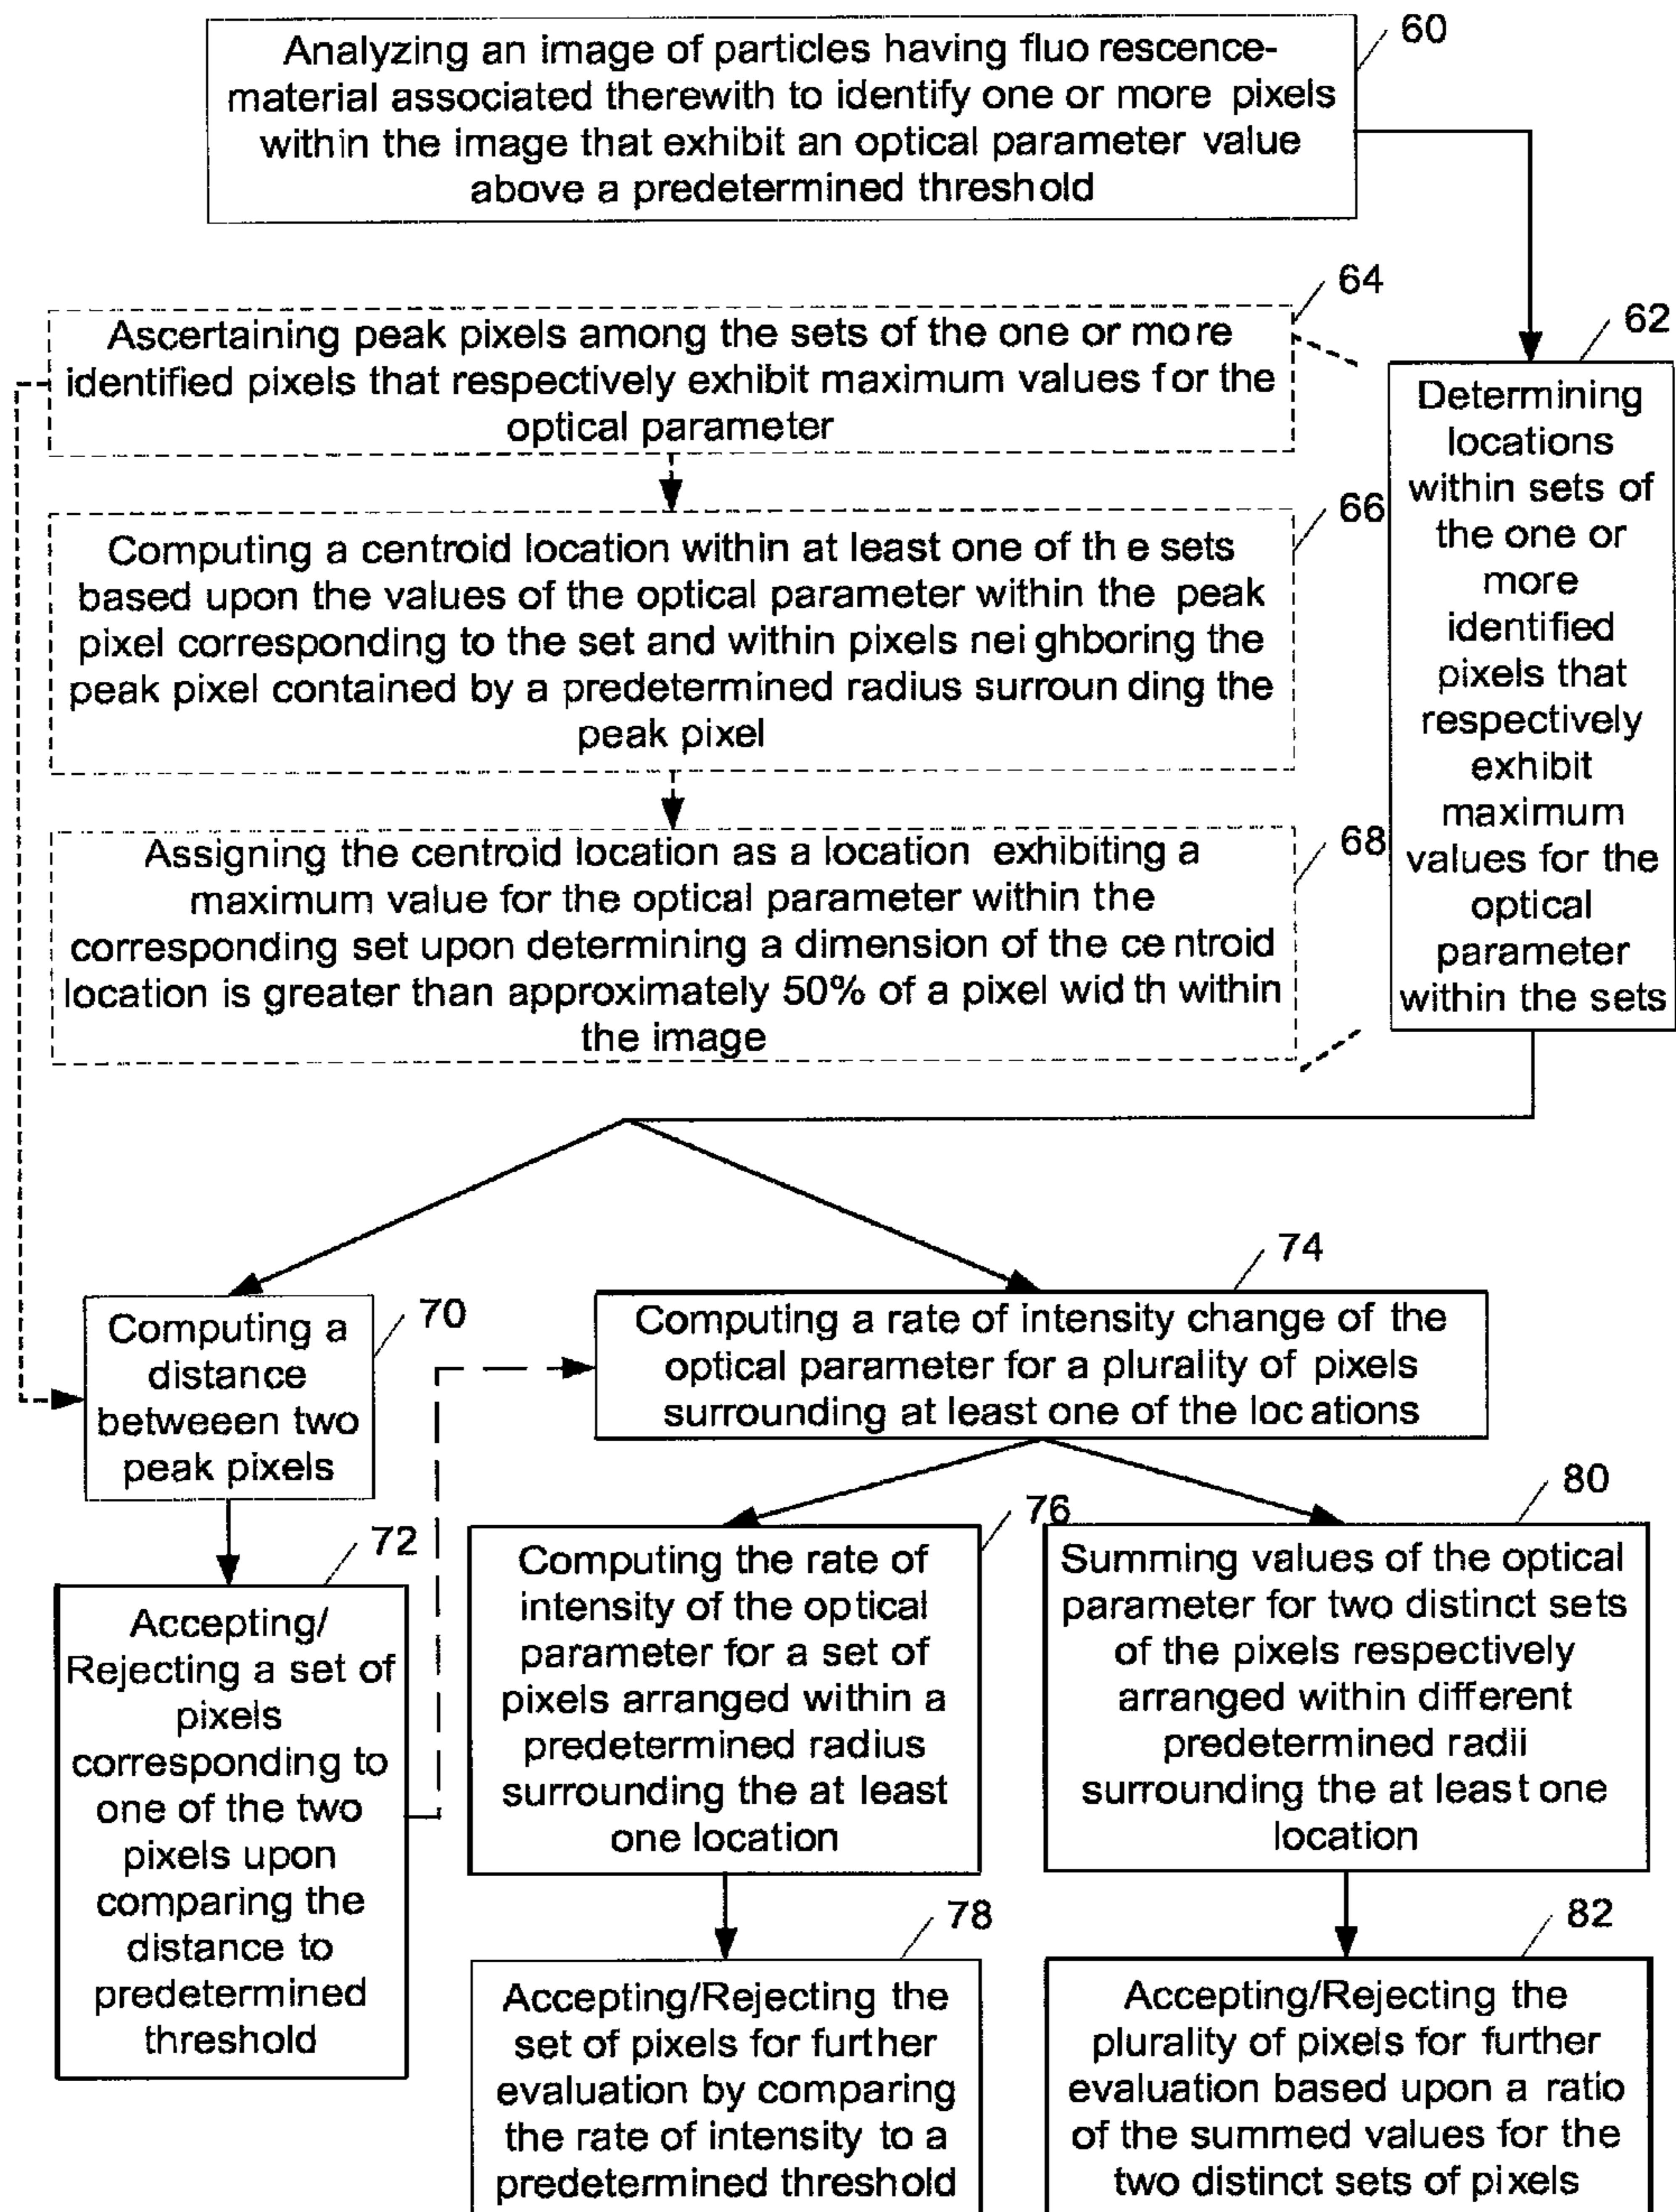 60
Analyzing an image of particles having fluo rescence-
material associated therewith to identify one or more pixels
within the image that exhibit an optical parameter value
above a predetermined threshold
64
Ascertaining peak pixels among the sets of the one or more
identified pixels that respectively exhibit maximum values for the
optical parameter
62
Determining
locations
within sets of
the one or
more
identified
pixels that
respectively
exhibit
maximum
values for the
optical
parameter
within the sets
66
Computing a centroid location within at least one of th e sets
based upon the values of the optical parameter within the peak
pixel corresponding to the set and within pixels nei ghboring the
peak pixel contained by a predetermined radius surroun ding the
peak pixel
68
Assigning the centroid location as a location exhibiting a
maximum value for the optical parameter within the
corresponding set upon determining a dimension of the ce ntroid
location is greater than approximately 50% of a pixel wid th within
the image
70
Computing a
distance
betweeen two
peak pixels
72
Accepting/
Rejecting a set of
pixels
corresponding to
one of the two
pixels upon
comparing the
distance to
predetermined
threshold
74
Computing a rate of intensity change of the
optical parameter for a plurality of pixels
surrounding at least one of the loc ations
76
Computing the rate of
intensity of the optical
parameter for a set of
pixels arranged within a
predetermined radius
surrounding the at least
one location
78
Accepting/Rejecting the
set of pixels for further
evaluation by comparing
the rate of intensity to a
predetermined threshold
80
Summing values of the optical
parameter for two distinct sets
of the pixels respectively
arranged within different
predetermined radii
surrounding the at least one
location
82
Accepting/Rejecting the
plurality of pixels for further
evaluation based upon a ratio
of the summed values for the
two distinct sets of pixels